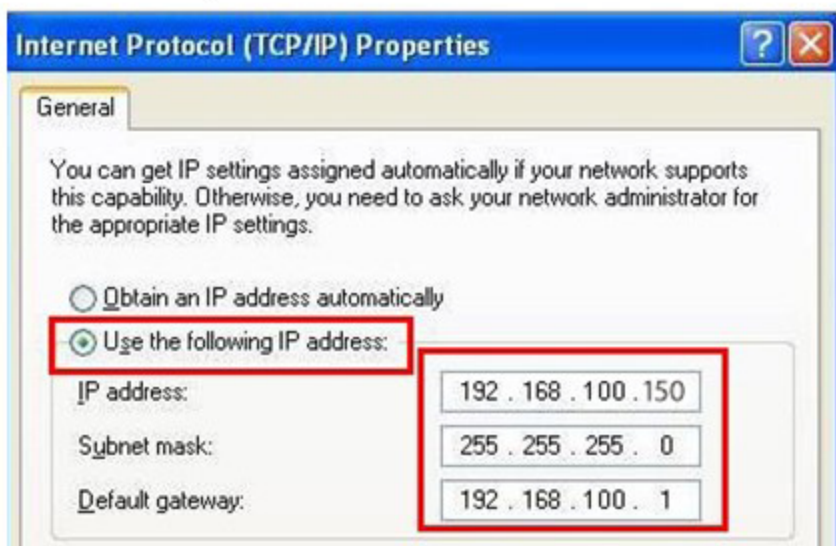 Internet Protocol (TCP/IP) Properties
General
You can get IP settings assigned automatically if your network supports
this capability. Otherwise, you need to ask your network administrator for
the appropriate IP settings.
Obtain an IP address automatically
Use the following IP address:
IP address: 192 . 168 . 100 . 150
Subnet mask: 255 . 255 . 255 . 0
Default gateway: 192 . 168 . 100 . 1